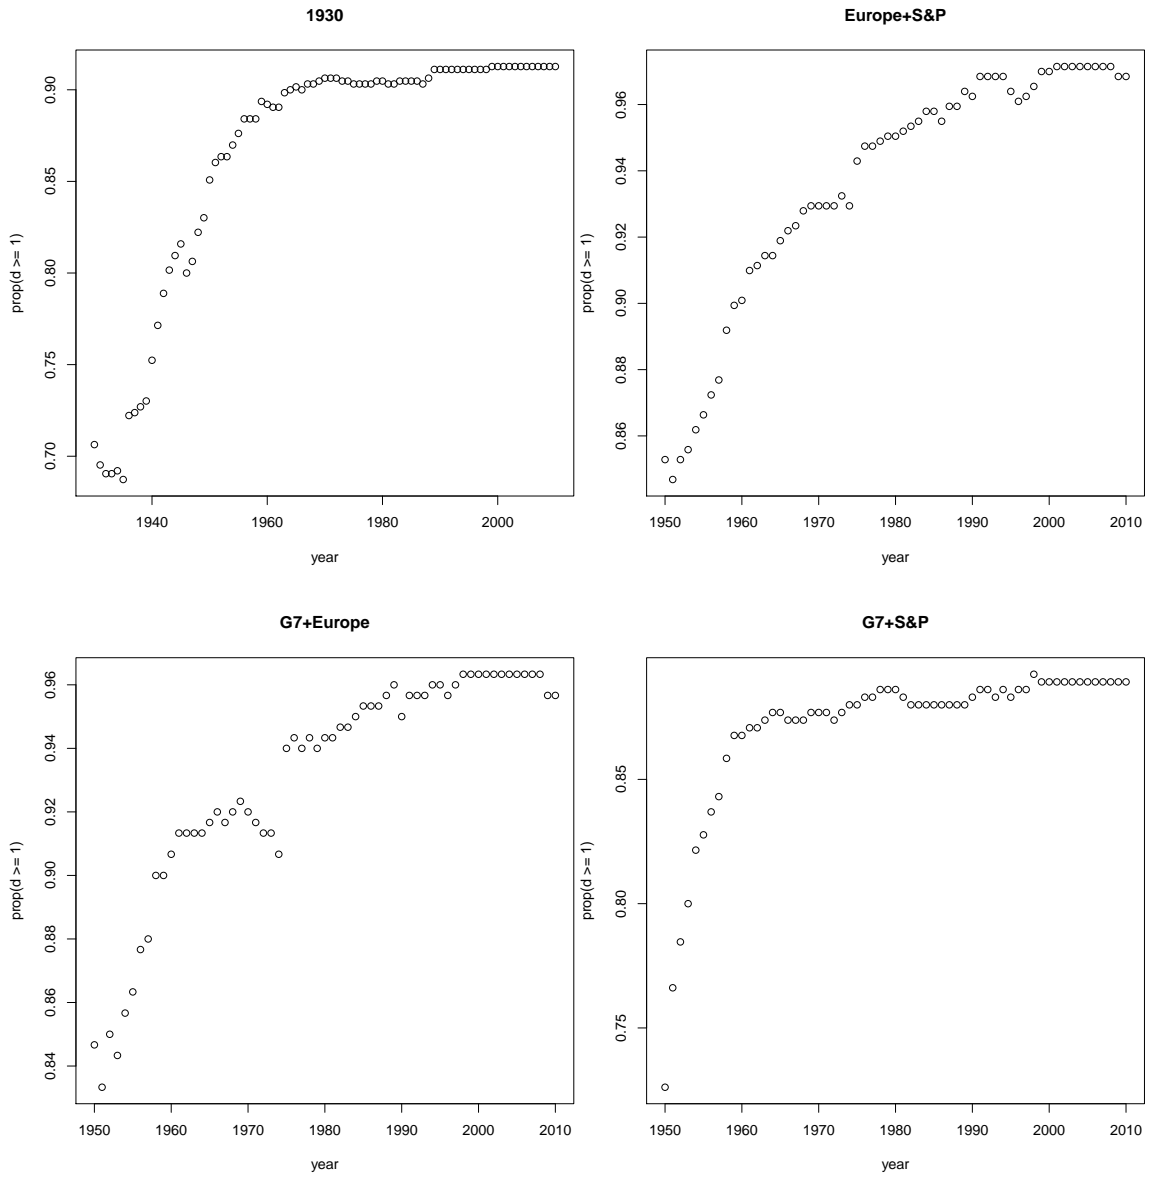 1930
prop(d >= 1)
0.70 0.75 0.80 0.85 0.90
1940 1960 1980 2000
year
Europe+S&P
prop(d >= 1)
0.86 0.88 0.90 0.92 0.94 0.96
1950 1960 1970 1980 1990 2000 2010
year
G7+Europe
prop(d >= 1)
0.84 0.86 0.88 0.90 0.92 0.94 0.96
1950 1960 1970 1980 1990 2000 2010
year
G7+S&P
prop(d >= 1)
0.75 0.80 0.85
1950 1960 1970 1980 1990 2000 2010
year